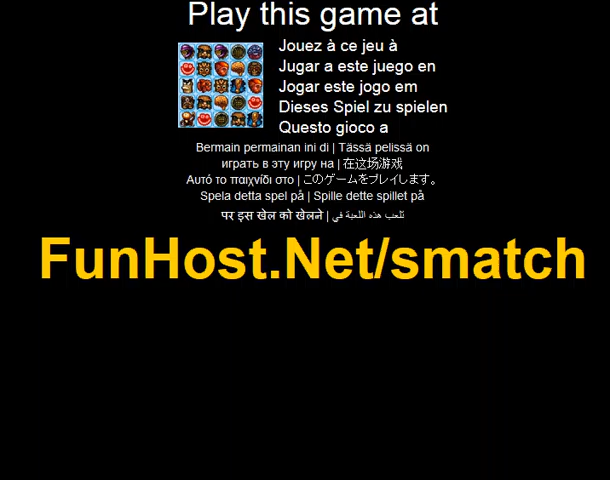 Play this game at
Jouez à ce jeu à
Jugar a este juego en
Jogar este jogo em
Dieses Spiel zu spielen
Questo gioco a
Bermain permainan ini di | Tässä pelissä on
играть в эту игру на | 在这场游戏
Αυτό το παιχνίδι στο | このゲームをプレイします。
Spela detta spel på | Spille dette spillet på
पर इस खेल को खेलने | تلعب هذه اللعبة في
FunHost.Net/smatch